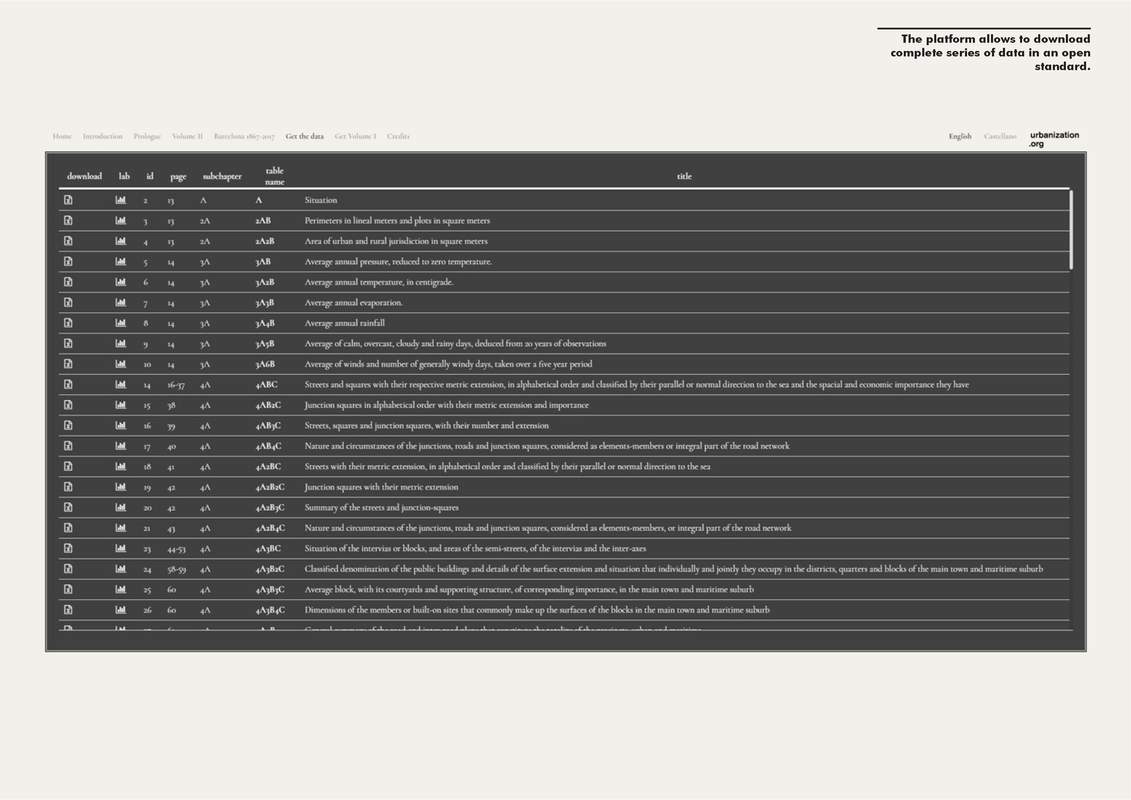 The platform allows to download
complete series of data in an open
standard.
Home Introduction Prologue Volume II Barcelona 1867-2017 Get the data Get Volume I Credits English Castellano urbanization
.org
download lab id page subchapter table name title
2 13 A A Situation
3 13 2A 2AB Perimeters in lineal meters and plots in square meters
4 13 2A 2A2B Area of urban and rural jurisdiction in square meters
5 14 3A 3AB Average annual pressure, reduced to zero temperature.
6 14 3A 3A2B Average annual temperature, in centigrade.
7 14 3A 3A3B Average annual evaporation.
8 14 3A 3A4B Average annual rainfall
9 14 3A 3A5B Average of calm, overcast, cloudy and rainy days, deduced from 20 years of observations
10 14 3A 3A6B Average of winds and number of generally windy days, taken over a five year period
14 16-37 4A 4ABC Streets and squares with their respective metric extension, in alphabetical order and classified by their parallel or normal direction to the sea and the spacial and economic importance they have
15 38 4A 4AB2C Junction squares in alphabetical order with their metric extension and importance
16 39 4A 4AB3C Streets, squares and junction squares, with their number and extension
17 40 4A 4AB4C Nature and circumstances of the junctions, roads and junction squares, considered as elements-members or integral part of the road network
18 41 4A 4A2BC Streets with their metric extension, in alphabetical order and classified by their parallel or normal direction to the sea
19 42 4A 4A2B2C Junction squares with their metric extension
20 42 4A 4A2B3C Summary of the streets and junction-squares
21 43 4A 4A2B4C Nature and circumstances of the junctions, roads and junction squares, considered as elements-members, or integral part of the road network
23 44-53 4A 4A3BC Situation of the intervias or blocks, and areas of the semi-streets, of the intervias and the inter-axes
24 58-59 4A 4A3B2C Classified denomination of the public buildings and details of the surface extension and situation that individually and jointly they occupy in the districts, quarters and blocks of the main town and maritime suburb
25 60 4A 4A3B3C Average block, with its courtyards and supporting structure, of corresponding importance, in the main town and maritime suburb
26 60 4A 4A3B4C Dimensions of the members or built-on sites that commonly make up the surfaces of the blocks in the main town and maritime suburb